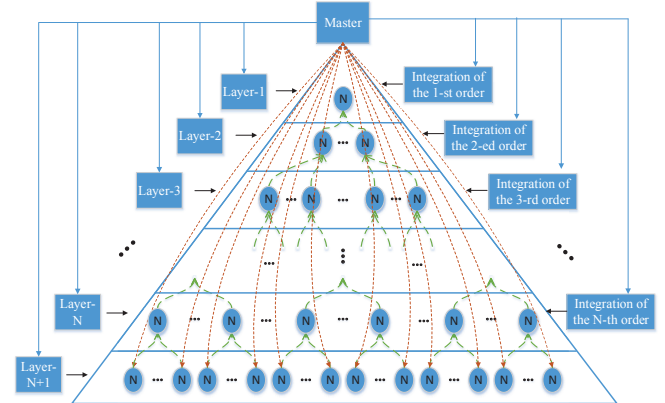 Master
Layer-1
Integration of
the 1-st order
N
Layer-2
Integration of
the 2-ed order
N ... N
Layer-3
Integration of
the 3-rd order
N ... N ... N ... N
... ... ... ... ...
Layer-
N
Integration of
the N-th order
N ... N ... N ... N ... N ... N
Layer-
N+1
N ... N N ... N N ... N N ... N N ... N N ... N